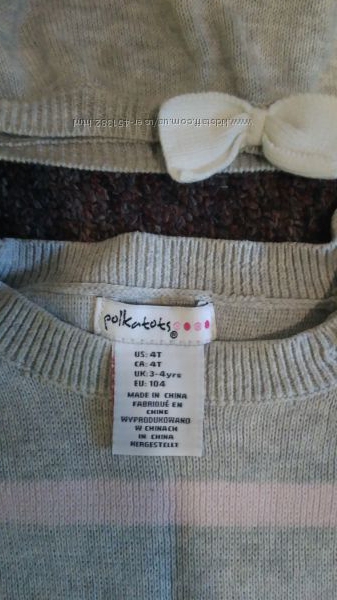 polkatots
®
US: 4T
CA: 4T
UK: 3-4yrs
EU: 104
MADE IN CHINA
FABRIQUÉ EN
CHINE
WYPRODUKOWANO
W CHINACH
IN CHINA
HERGESTELLT